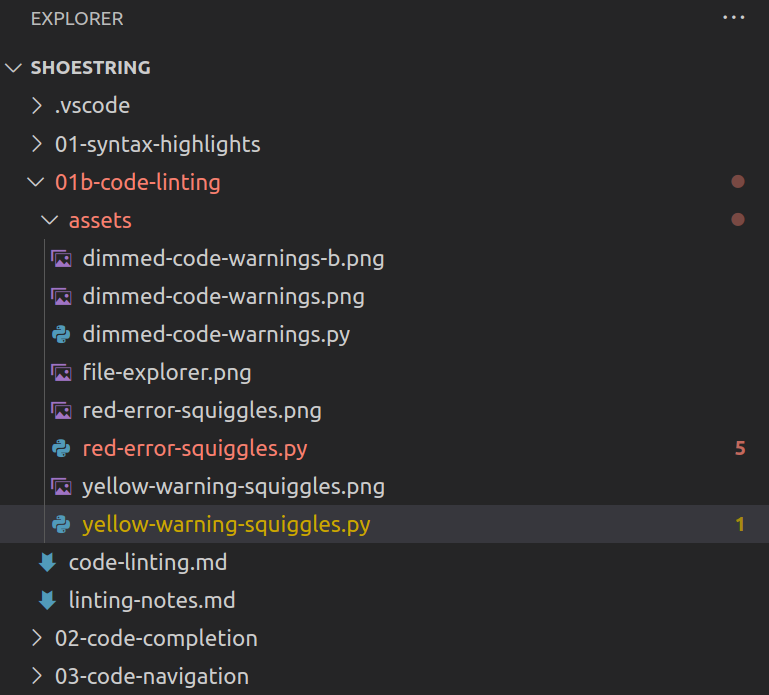 EXPLORER
SHOESTRING
.vscode
01-syntax-highlights
01b-code-linting
assets
dimmed-code-warnings-b.png
dimmed-code-warnings.png
dimmed-code-warnings.py
file-explorer.png
red-error-squiggles.png
red-error-squiggles.py 5
yellow-warning-squiggles.png
yellow-warning-squiggles.py 1
code-linting.md
linting-notes.md
02-code-completion
03-code-navigation